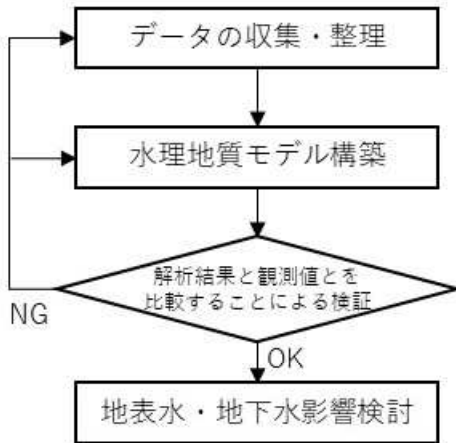 データの収集・整理
水理地質モデル構築
解析結果と観測値とを
比較することによる検証
NG
OK
地表水・地下水影響検討